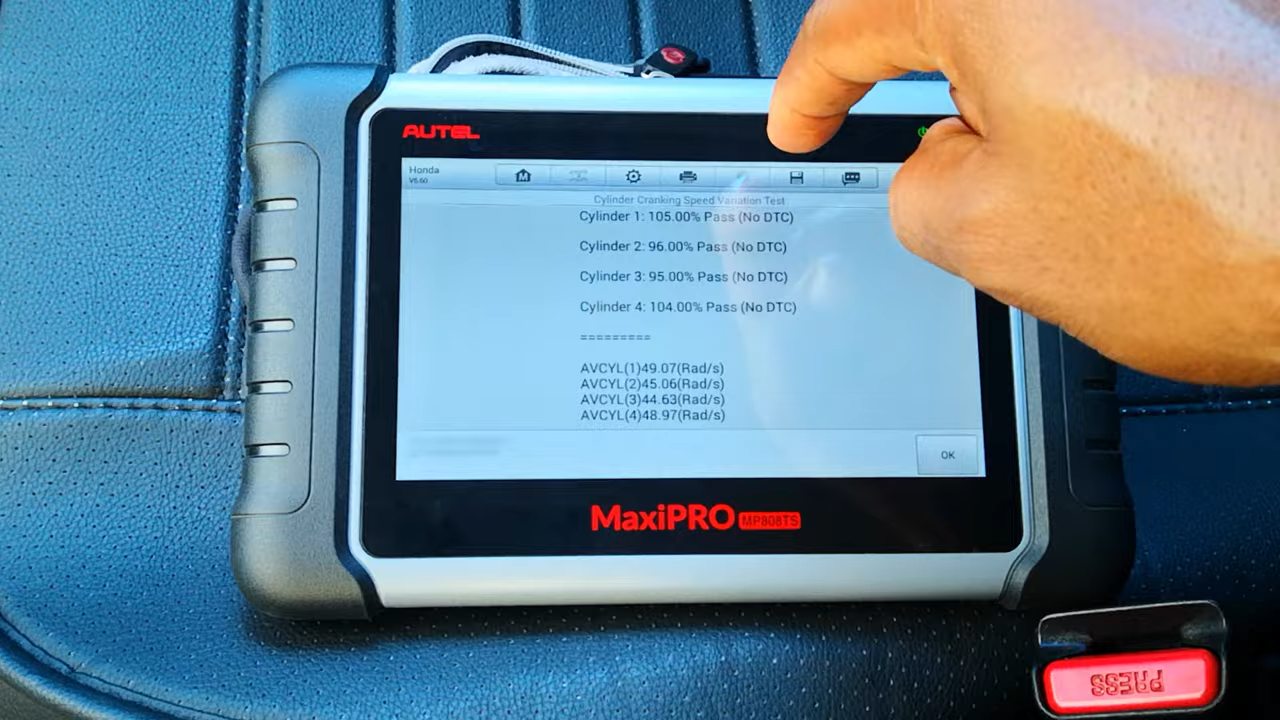 AUTEL
Honda
V6.60
M
Cylinder Cranking Speed Variation Test
Cylinder 1: 105.00% Pass (No DTC)
Cylinder 2: 96.00% Pass (No DTC)
Cylinder 3: 95.00% Pass (No DTC)
Cylinder 4: 104.00% Pass (No DTC)
=========
AVCYL(1)49.07(Rad/s)
AVCYL(2)45.06(Rad/s)
AVCYL(3)44.63(Rad/s)
AVCYL(4)48.97(Rad/s)
OK
MaxiPRO MP808TS
PRESS